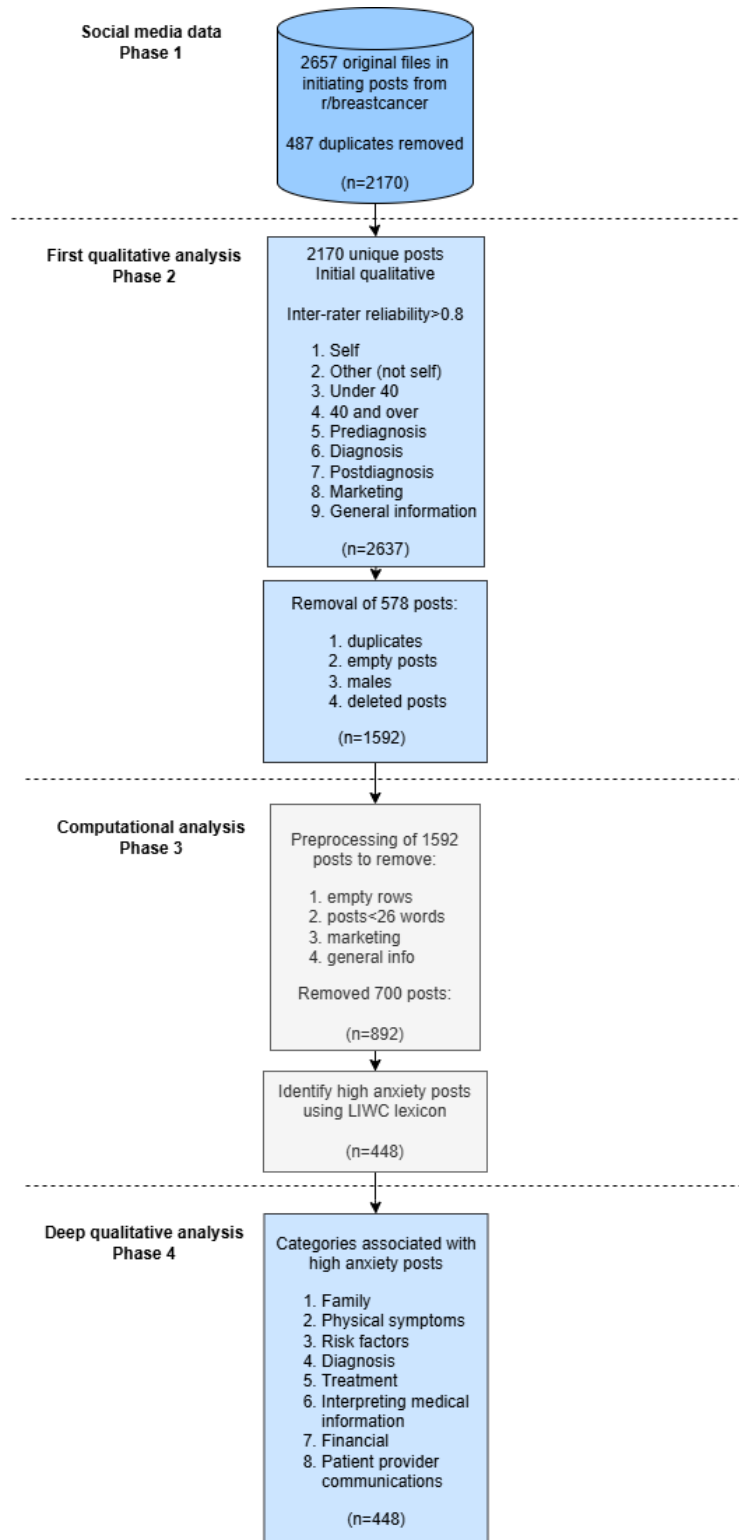 Social media data
Phase 1
2657 original files in
initiating posts from
r/breastcancer
487 duplicates removed
(n=2170)
First qualitative analysis
Phase 2
2170 unique posts
Initial qualitative
Inter-rater reliability>0.8
1. Self
2. Other (not self)
3. Under 40
4. 40 and over
5. Prediagnosis
6. Diagnosis
7. Postdiagnosis
8. Marketing
9. General information
(n=2637)
Removal of 578 posts:
1. duplicates
2. empty posts
3. males
4. deleted posts
(n=1592)
Computational analysis
Phase 3
Preprocessing of 1592
posts to remove:
1. empty rows
2. posts<26 words
3. marketing
4. general info
Removed 700 posts:
(n=892)
Identify high anxiety posts
using LIWC lexicon
(n=448)
Deep qualitative analysis
Phase 4
Categories associated with
high anxiety posts
1. Family
2. Physical symptoms
3. Risk factors
4. Diagnosis
5. Treatment
6. Interpreting medical
information
7. Financial
8. Patient provider
communications
(n=448)